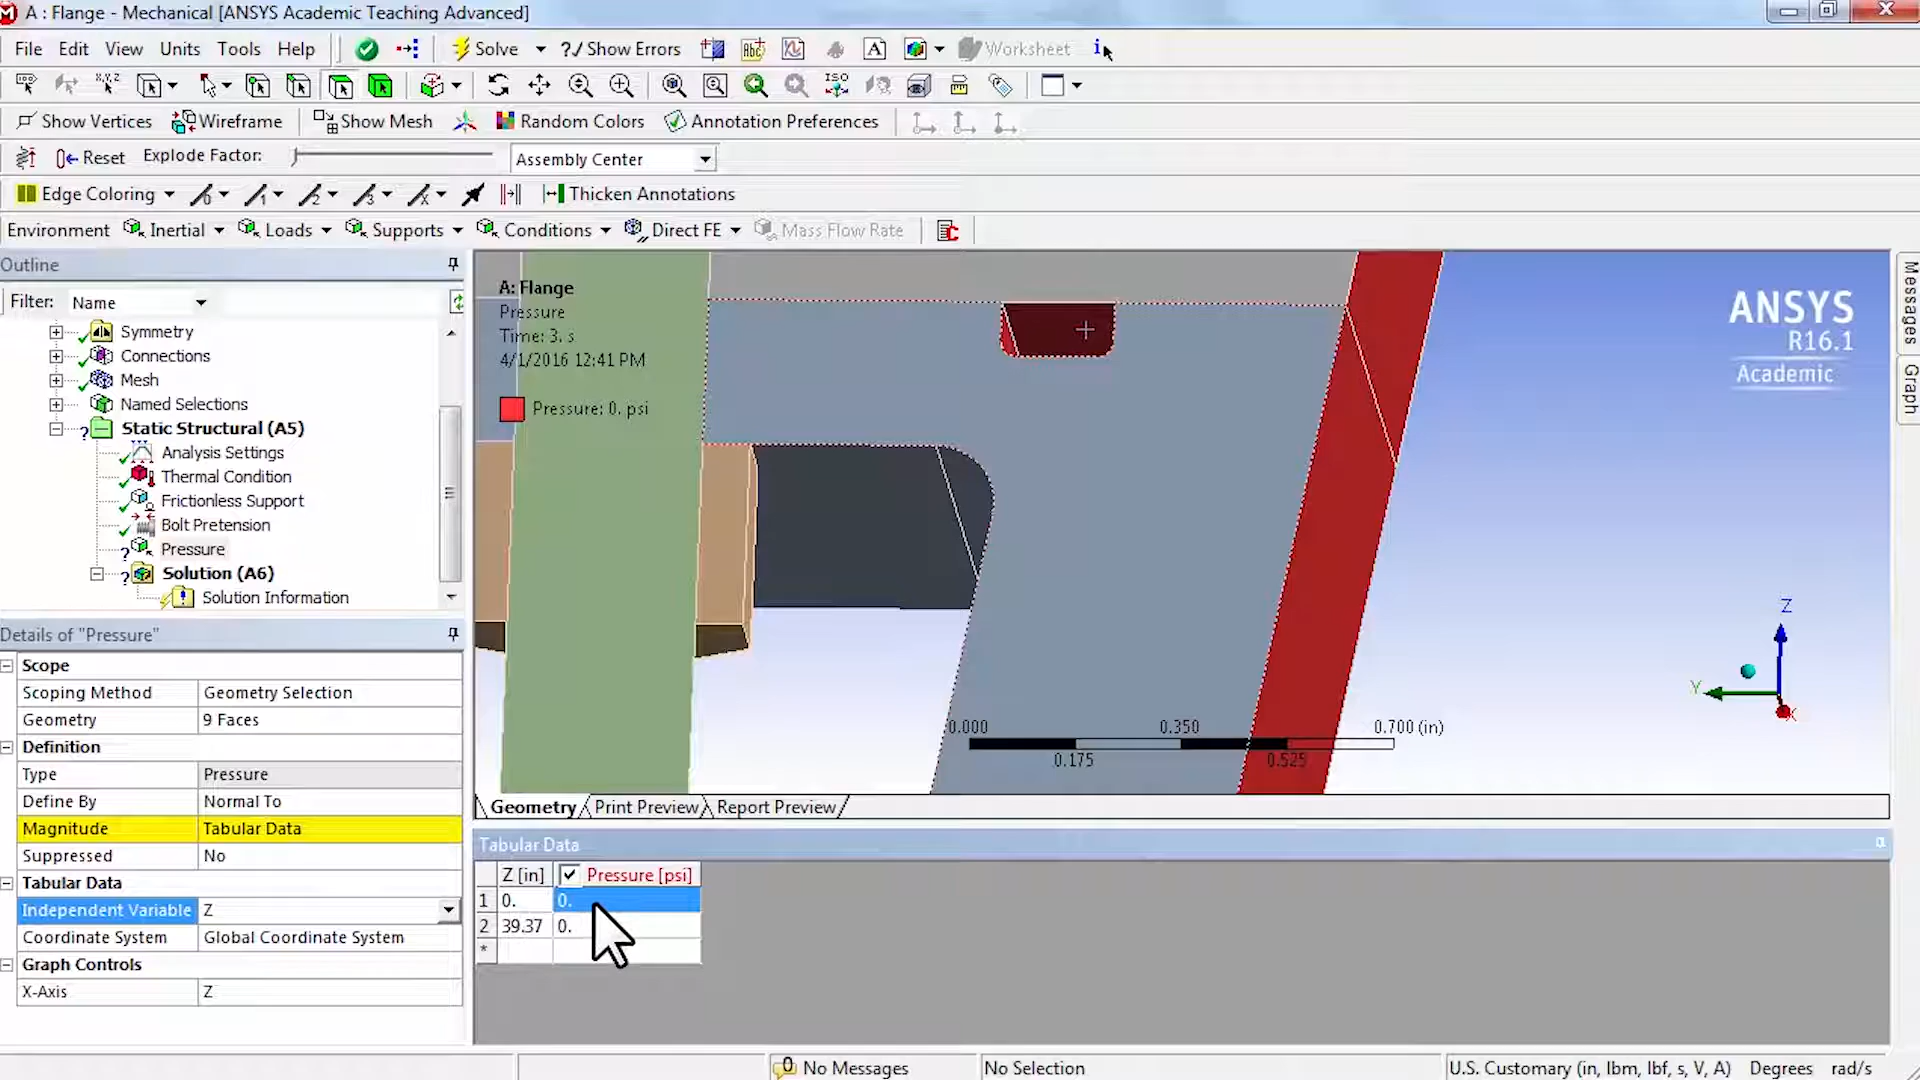 A : Flange - Mechanical [ANSYS Academic Teaching Advanced]
File Edit View Units Tools Help Solve ?/ Show Errors Worksheet
Show Vertices Wireframe Show Mesh Random Colors Annotation Preferences
Reset Explode Factor: Assembly Center
Edge Coloring Thicken Annotations
Environment Inertial Loads Supports Conditions Direct FE Mass Flow Rate
Outline
Filter: Name
Symmetry
Connections
Mesh
Named Selections
Static Structural (A5)
Analysis Settings
Thermal Condition
Frictionless Support
Bolt Pretension
Pressure
Solution (A6)
Solution Information
Details of "Pressure"
Scope
Scoping Method Geometry Selection
Geometry 9 Faces
Definition
Type Pressure
Define By Normal To
Magnitude Tabular Data
Suppressed No
Tabular Data
Independent Variable Z
Coordinate System Global Coordinate System
Graph Controls
X-Axis Z
A: Flange
Pressure
Time: 3. s
4/1/2016 12:41 PM
Pressure: 0. psi
ANSYS
R16.1
Academic
Z
Y
X
0.000 0.350 0.700 (in)
0.175 0.525
Geometry Print Preview Report Preview
Tabular Data
Z [in] Pressure [psi]
1 0. 0.
2 39.37 0.
*
Messages
Graph
No Messages No Selection U.S. Customary (in, lbm, lbf, s, V, A) Degrees rad/s